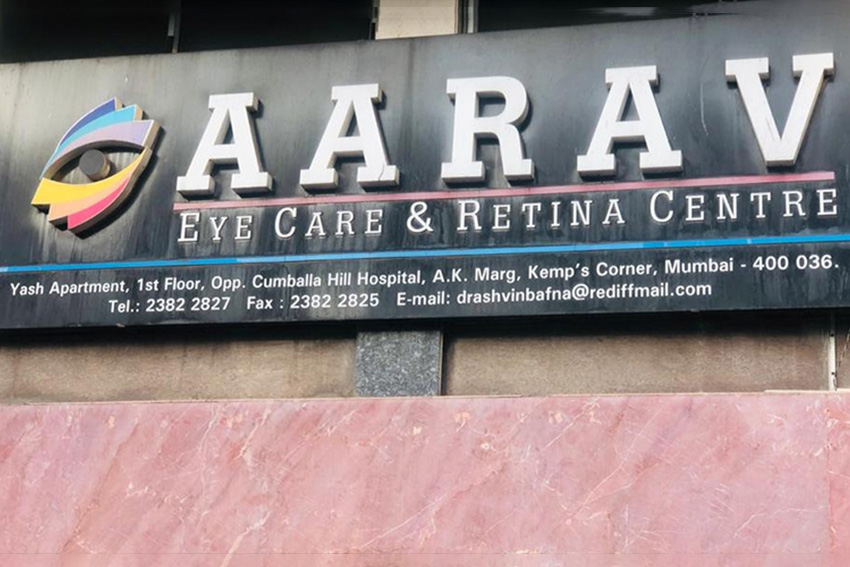 AARAV
EYE CARE & RETINA CENTRE
Yash Apartment, 1st Floor, Opp. Cumballa Hill Hospital, A.K. Marg, Kemp's Corner, Mumbai - 400 036.
Tel.: 2382 2827 Fax : 2382 2825 E-mail: drashvinbafna@rediffmail.com